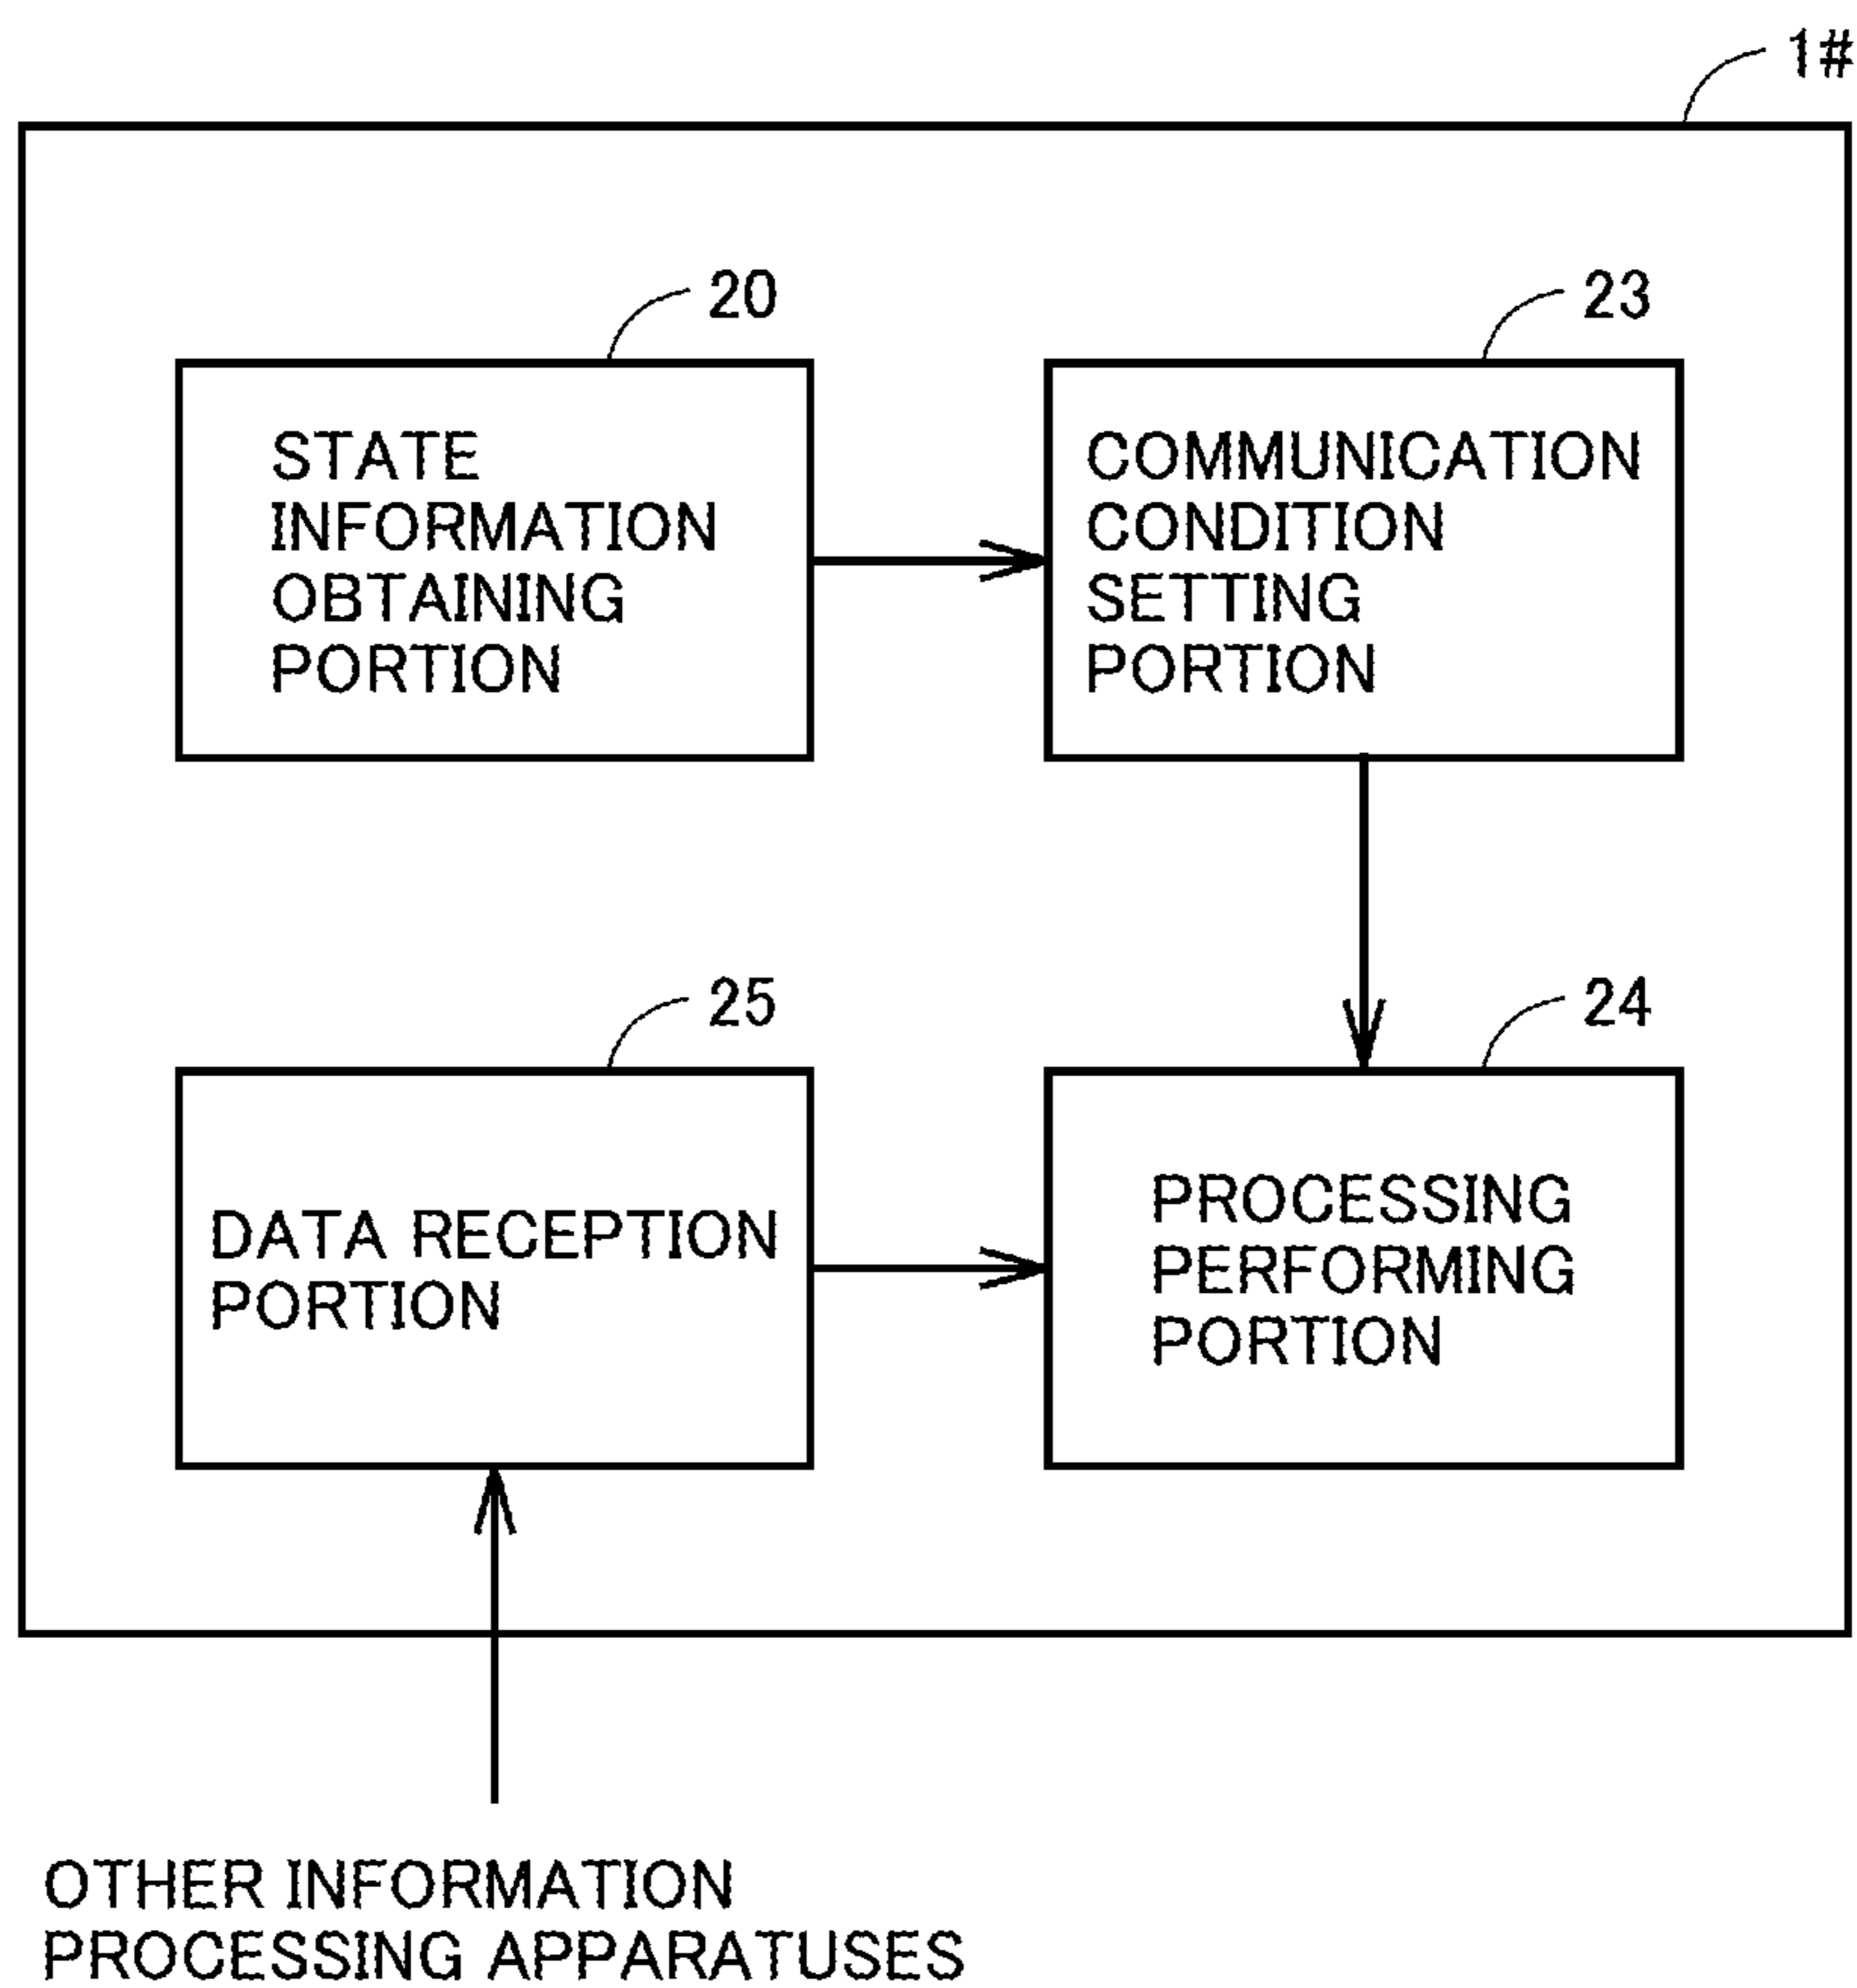 1#
20
STATE
INFORMATION
OBTAINING
PORTION
23
COMMUNICATION
CONDITION
SETTING
PORTION
25
DATA RECEPTION
PORTION
24
PROCESSING
PERFORMING
PORTION
OTHER INFORMATION
PROCESSING APPARATUSES